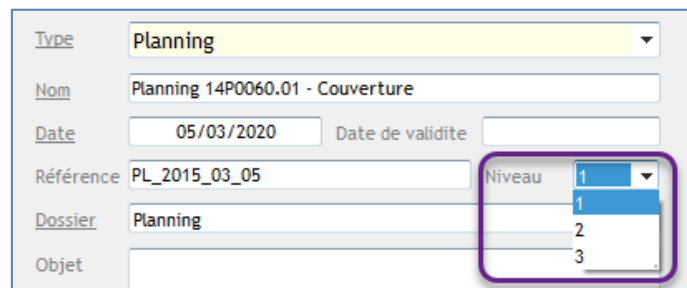 Type Planning
Nom Planning 14P0060.01 - Couverture
Date 05/03/2020 Date de validite
Référence PL_2015_03_05 Niveau 1
1
Dossier Planning 2
Objet 3